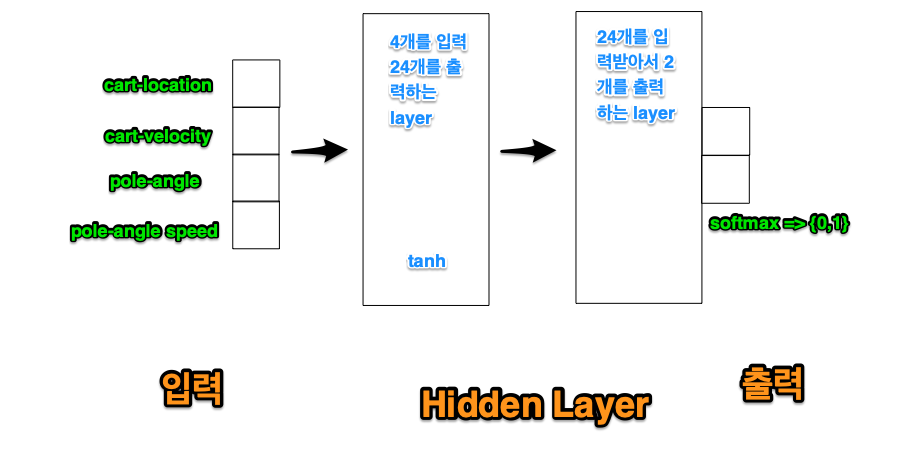 cart-location
cart-velocity
pole-angle
pole-angle speed
4개를 입력
24개를 출
력하는
layer
tanh
24개를 입
력받아서 2
개를 출력
하는 layer
softmax => {0,1}
입력
Hidden Layer
출력